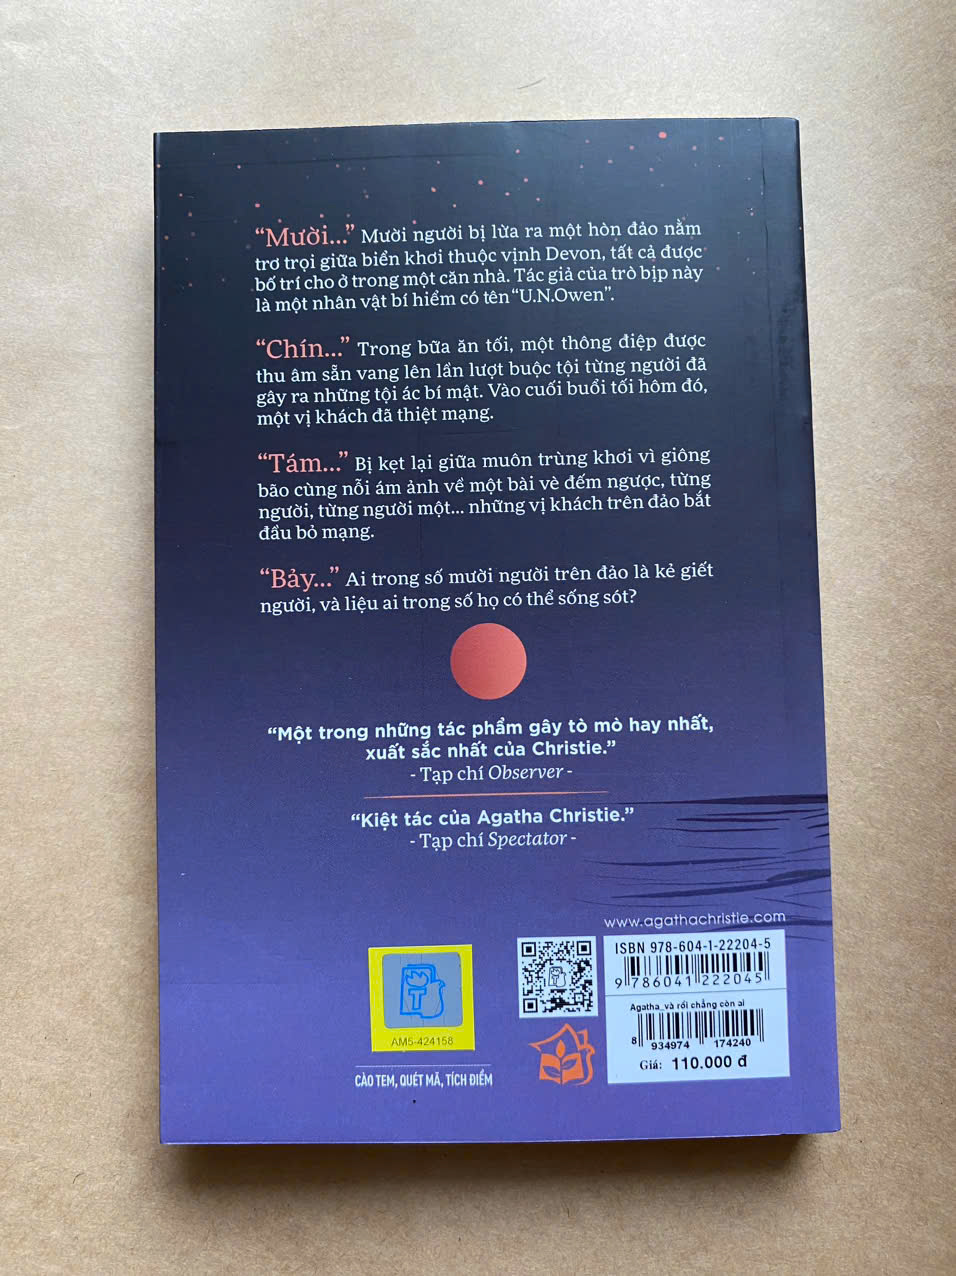 “Mười...” Mười người bị lừa ra một hòn đảo nằm
trơ trọi giữa biển khơi thuộc vịnh Devon, tất cả được
bố trí cho ở trong một căn nhà. Tác giả của trò bịp này
là một nhân vật bí hiểm có tên “U.N.Owen”.
“Chín...” Trong bữa ăn tối, một thông điệp được
thu âm sẵn vang lên lần lượt buộc tội từng người đã
gây ra những tội ác bí mật. Vào cuối buổi tối hôm đó,
một vị khách đã thiệt mạng.
“Tám...” Bị kẹt lại giữa muôn trùng khơi vì giông
bão cùng nỗi ám ảnh về một bài vè đếm ngược, từng
người, từng người một... những vị khách trên đảo bắt
đầu bỏ mạng.
“Bảy...” Ai trong số mười người trên đảo là kẻ giết
người, và liệu ai trong số họ có thể sống sót?
“Một trong những tác phẩm gây tò mò hay nhất,
xuất sắc nhất của Christie.”
- Tạp chí Observer -
“Kiệt tác của Agatha Christie.”
- Tạp chí Spectator -
www.agathachristie.com
ISBN 978-604-1-22204-5
9 786041 222045
Agatha_và rồi chẳng còn ai
8 934974 174240
Giá: 110.000 đ
T
AM5-424158
CÀO TEM, QUÉT MÃ, TÍCH ĐIỂM